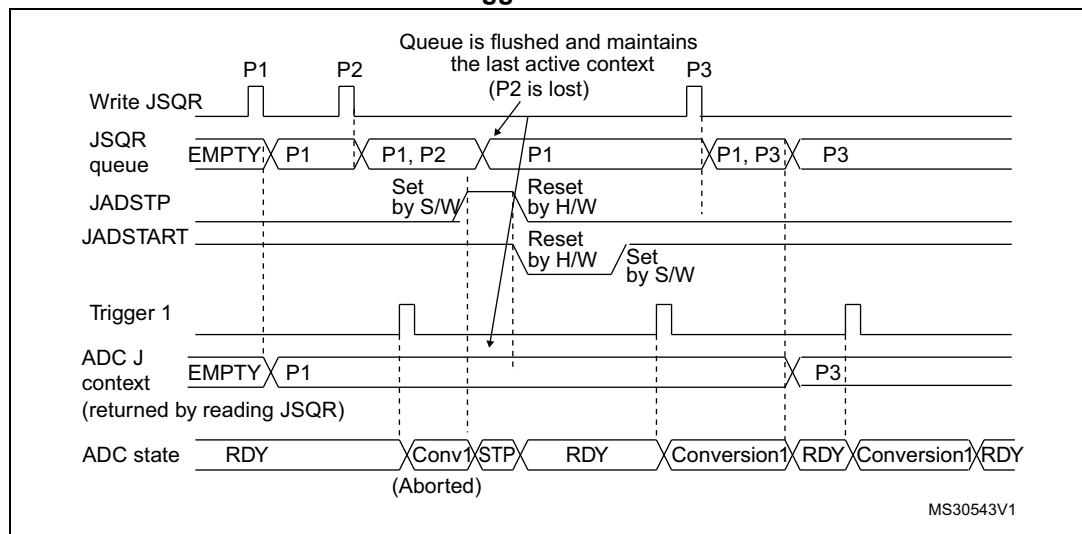 Queue is flushed and maintains
the last active context
(P2 is lost)
P1 P2 P3
Write JSQR
JSQR
queue
EMPTY P1 P1, P2 P1 P1, P3 P3
Set
by S/W
Reset
by H/W
JADSTP
JADSTART
Reset
by H/W
Set
by S/W
Trigger 1
ADC J
context
(returned by reading JSQR)
EMPTY P1 P3
ADC state RDY Conv1 STP RDY Conversion1 RDY Conversion1 RDY
(Aborted)
MS30543V1